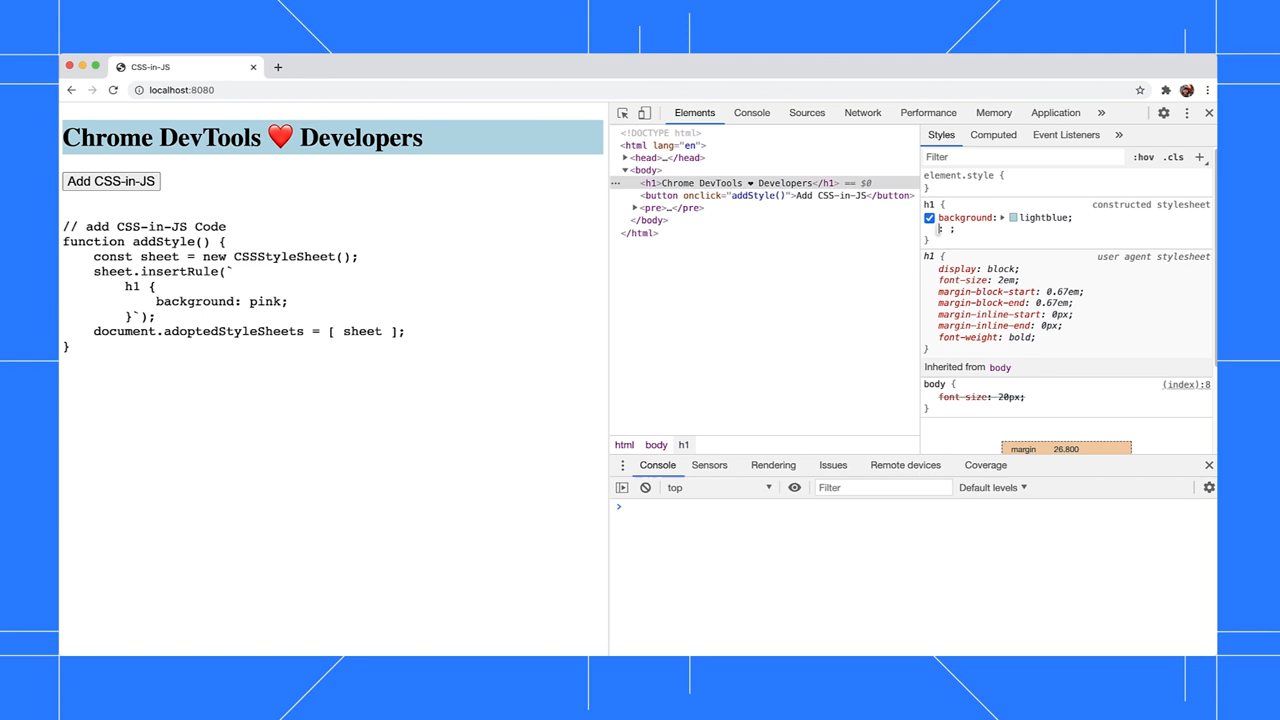 CSS-in-JS
localhost:8080
Chrome DevTools ❤️ Developers
Add CSS-in-JS
// add CSS-in-JS Code
function addStyle() {
    const sheet = new CSSStyleSheet();
    sheet.insertRule(`
        h1 {
            background: pink;
        }`);
    document.adoptedStyleSheets = [ sheet ];
}
Elements Console Sources Network Performance Memory Application »
<!DOCTYPE html>
<html lang="en">
<head>…</head>
<body>
<h1>Chrome DevTools ❤ Developers</h1> == $0
<button onclick="addStyle()">Add CSS-in-JS</button>
<pre>…</pre>
</body>
</html>
html body h1
Styles Computed Event Listeners »
Filter :hov .cls +
element.style {
}
h1 { constructed stylesheet
background: lightblue;
: ;
}
h1 { user agent stylesheet
display: block;
font-size: 2em;
margin-block-start: 0.67em;
margin-block-end: 0.67em;
margin-inline-start: 0px;
margin-inline-end: 0px;
font-weight: bold;
}
Inherited from body
body { (index):8
font-size: 20px;
}
margin 26.800
Console Sensors Rendering Issues Remote devices Coverage
top Filter Default levels
>